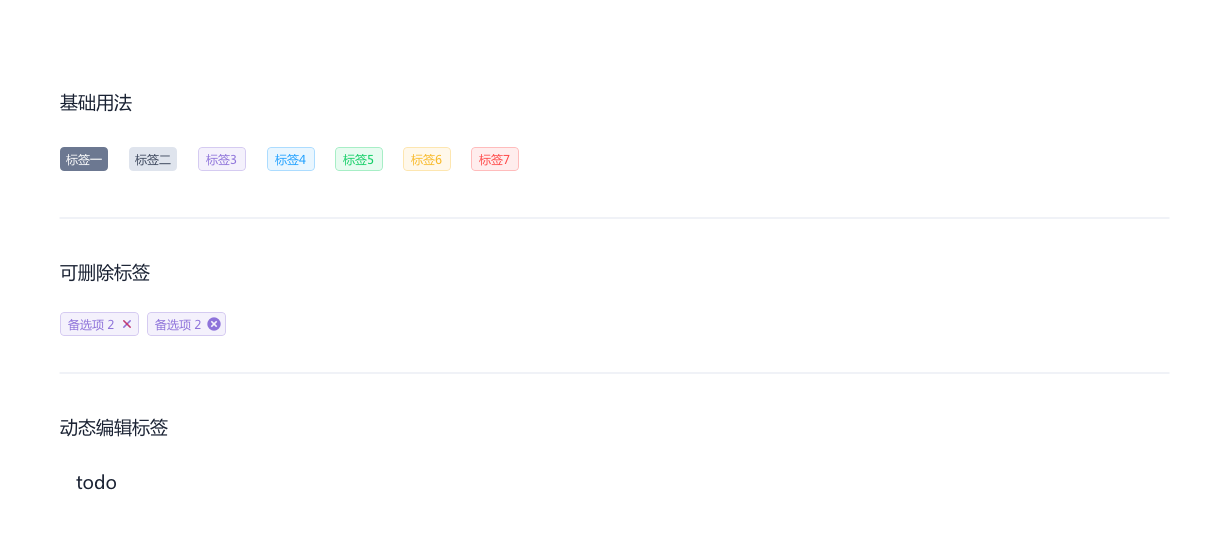 基础用法
标签一 标签二 标签3 标签4 标签5 标签6 标签7
可删除标签
备选项 2 备选项 2
动态编辑标签
todo